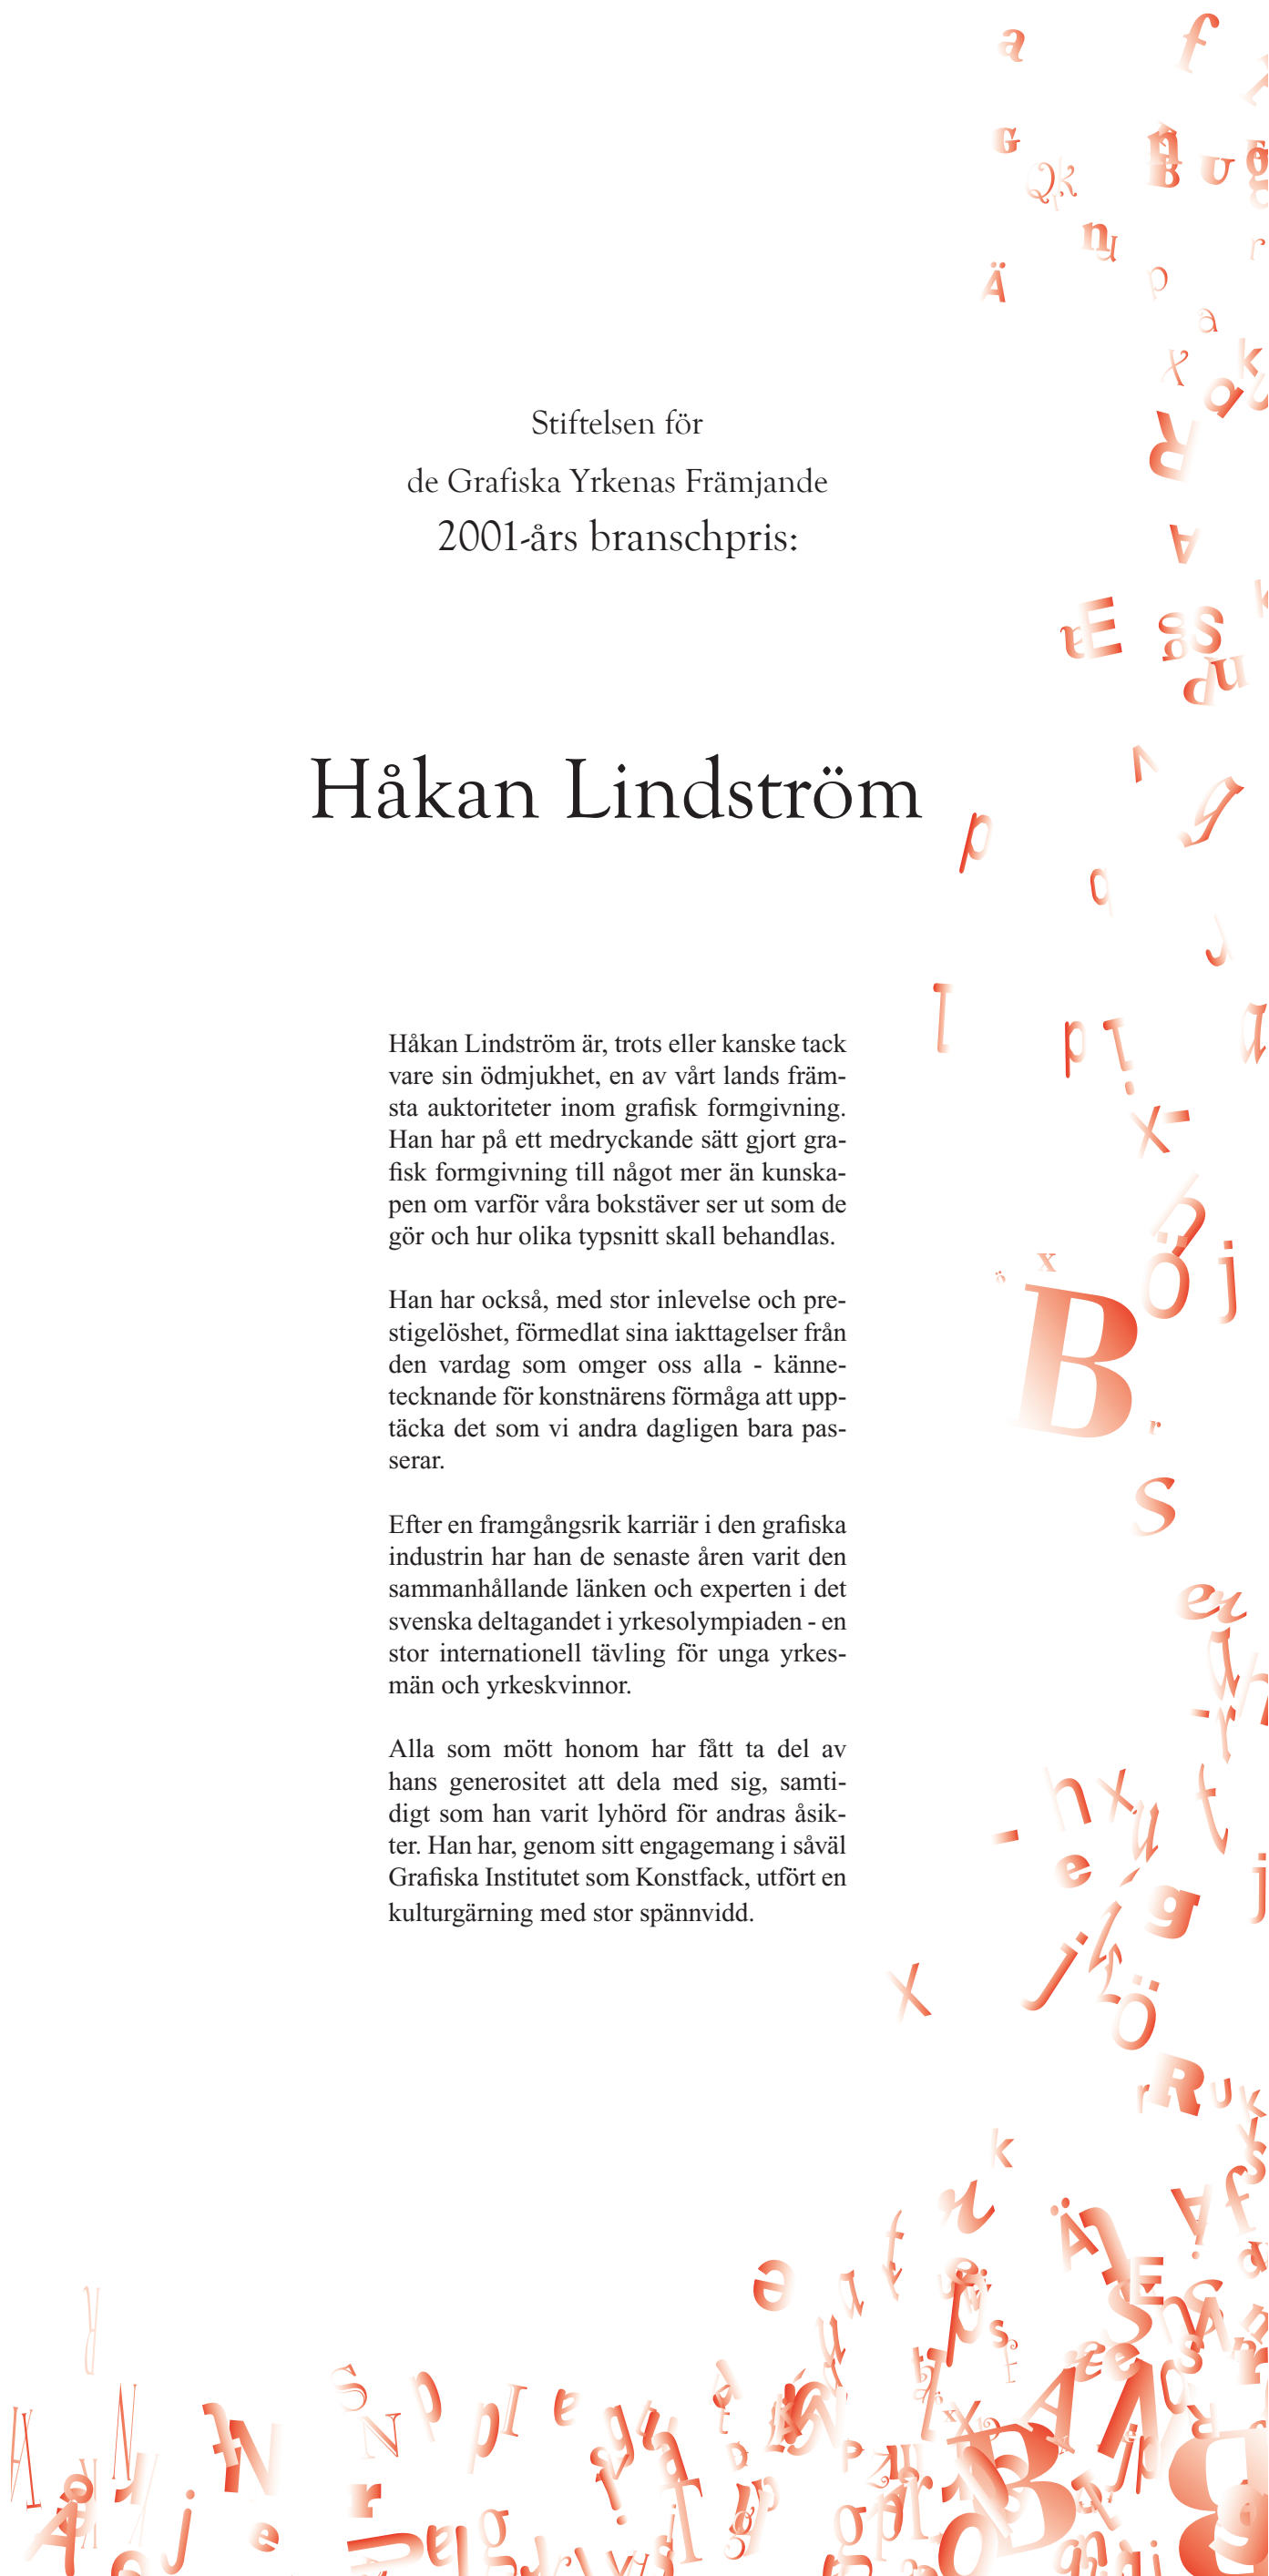 Stiftelsen för
de Grafiska Yrkenas Främjande
2001-års branschpris:
Håkan Lindström
Håkan Lindström är, trots eller kanske tack
vare sin ödmjukhet, en av vårt lands främ-
sta auktoriteter inom grafisk formgivning.
Han har på ett medryckande sätt gjort gra-
fisk formgivning till något mer än kunska-
pen om varför våra bokstäver ser ut som de
gör och hur olika typsnitt skall behandlas.
Han har också, med stor inlevelse och pre-
stigelöshet, förmedlat sina iakttagelser från
den vardag som omger oss alla - känne-
tecknande för konstnärens förmåga att upp-
täcka det som vi andra dagligen bara pas-
serar.
Efter en framgångsrik karriär i den grafiska
industrin har han de senaste åren varit den
sammanhållande länken och experten i det
svenska deltagandet i yrkesolympiaden - en
stor internationell tävling för unga yrkes-
män och yrkeskvinnor.
Alla som mött honom har fått ta del av
hans generositet att dela med sig, samti-
digt som han varit lyhörd för andras åsik-
ter. Han har, genom sitt engagemang i såväl
Grafiska Institutet som Konstfack, utfört en
kulturgärning med stor spännvidd.